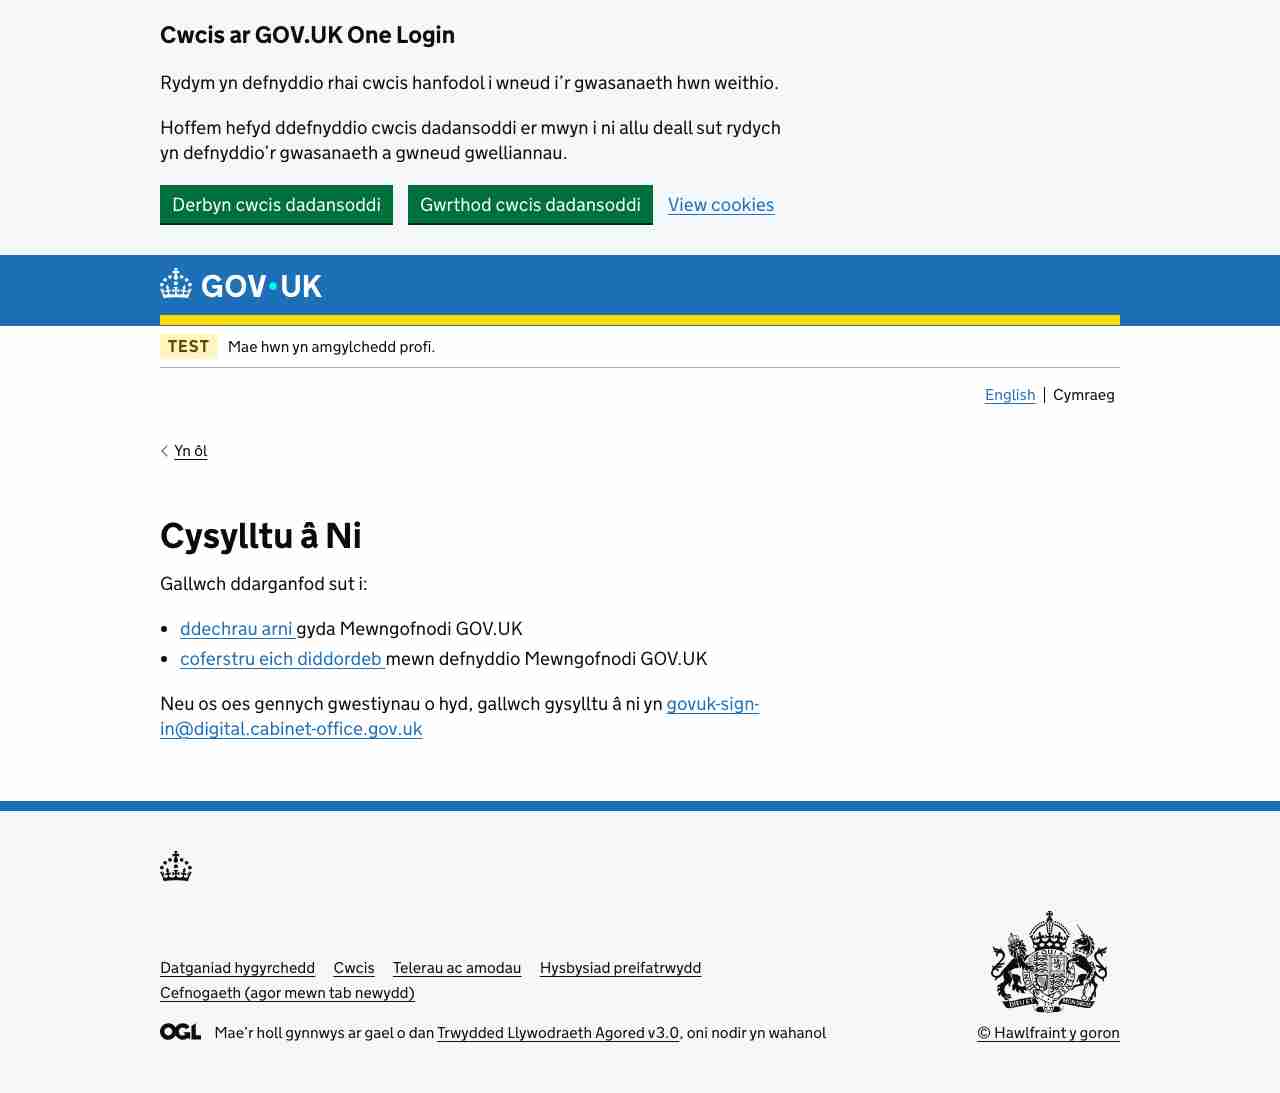 Cwcis ar GOV.UK One Login
Rydym yn defnyddio rhai cwcis hanfodol i wneud i'r gwasanaeth hwn weithio.
Hoffem hefyd ddefnyddio cwcis dadansoddi er mwyn i ni allu deall sut rydych
yn defnyddio'r gwasanaeth a gwneud gwelliannau.
Derbyn cwcis dadansoddi Gwrthod cwcis dadansoddi View cookies
GOV·UK
TEST Mae hwn yn amgylchedd profi.
English | Cymraeg
Yn ôl
Cysylltu â Ni
Gallwch ddarganfod sut i:
• ddechrau arni gyda Mewngofnodi GOV.UK
• coferstru eich diddordeb mewn defnyddio Mewngofnodi GOV.UK
Neu os oes gennych gwestiynau o hyd, gallwch gysylltu â ni yn govuk-sign-
in@digital.cabinet-office.gov.uk
Datganiad hygyrchedd Cwcis Telerau ac amodau Hysbysiad preifatrwydd
Cefnogaeth (agor mewn tab newydd)
OGL Mae'r holl gynnwys ar gael o dan Trwydded Llywodraeth Agored v3.0, oni nodir yn wahanol
© Hawlfraint y goron